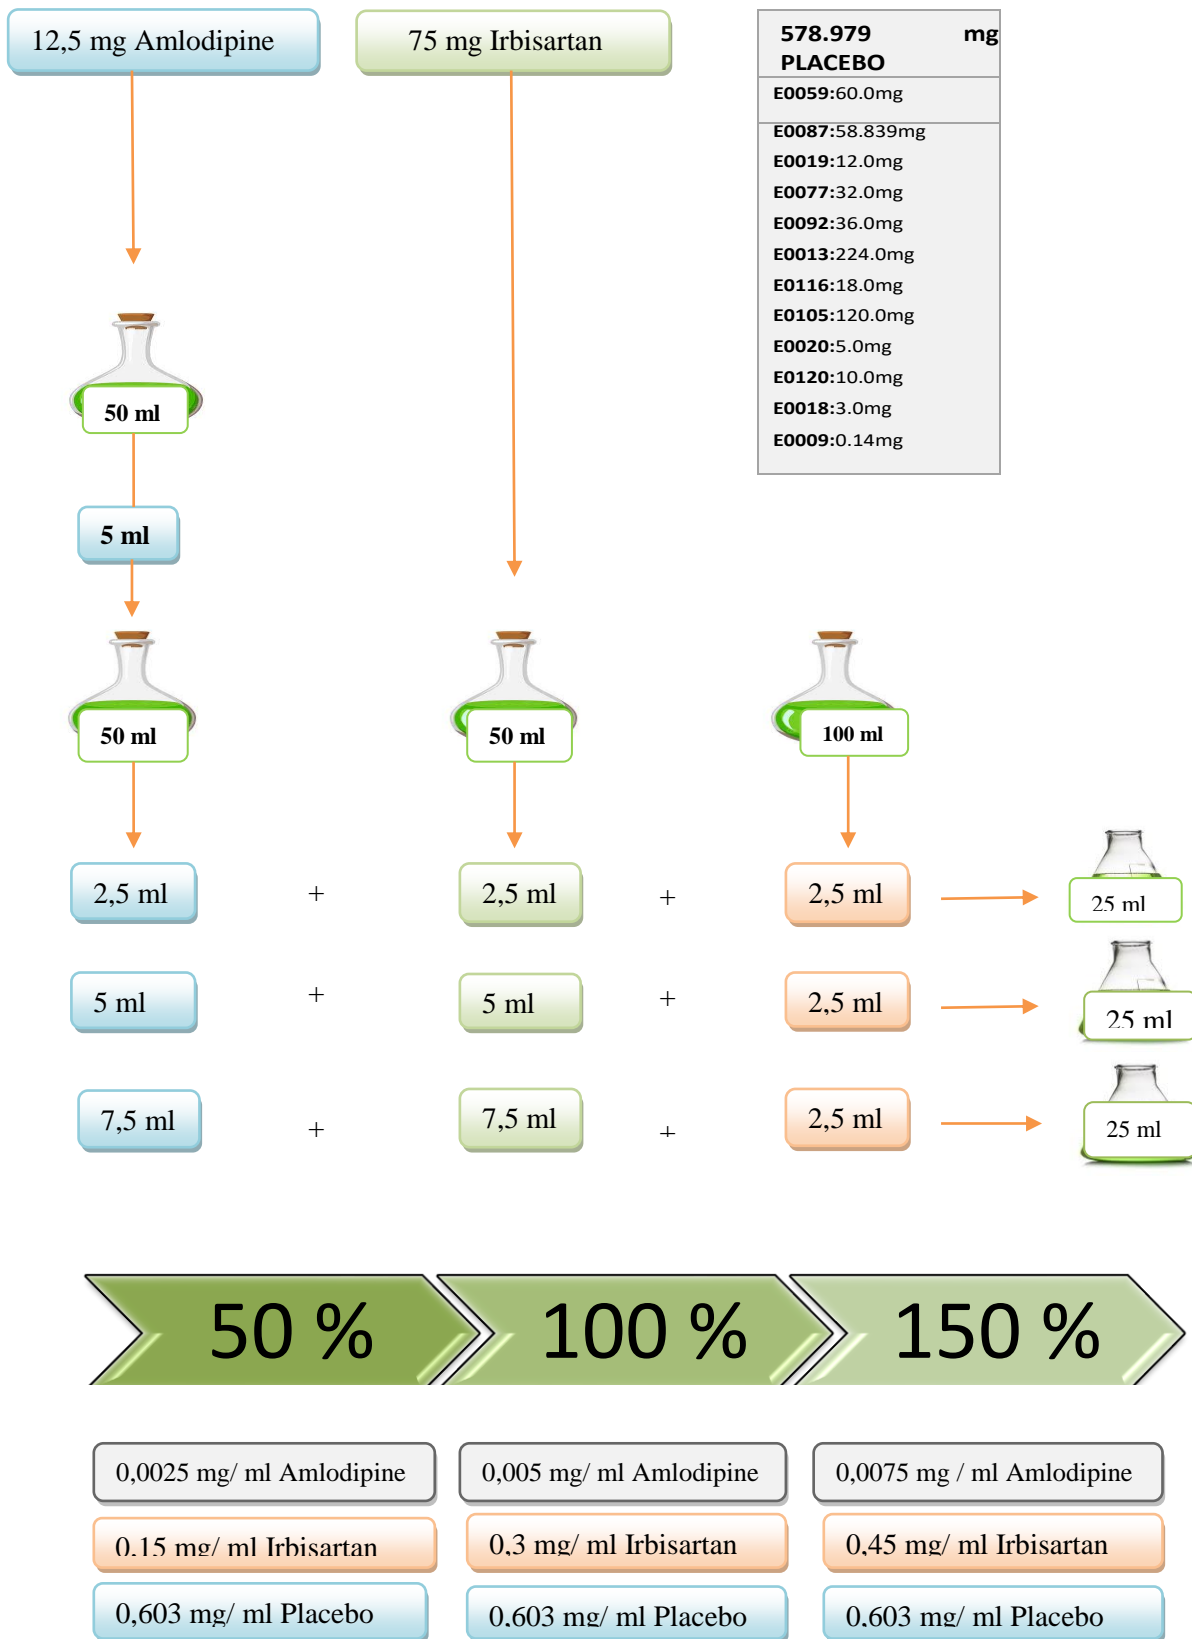 12,5 mg Amlodipine
75 mg Irbisartan
578.979 mg
PLACEBO
E0059:60.0mg
E0087:58.839mg
E0019:12.0mg
E0077:32.0mg
E0092:36.0mg
E0013:224.0mg
E0116:18.0mg
E0105:120.0mg
E0020:5.0mg
E0120:10.0mg
E0018:3.0mg
E0009:0.14mg
50 ml
5 ml
50 ml
50 ml
100 ml
2,5 ml + 2,5 ml + 2,5 ml 25 ml
5 ml + 5 ml + 2,5 ml 25 ml
7,5 ml + 7,5 ml + 2,5 ml 25 ml
50 % 100 % 150 %
0,0025 mg/ ml Amlodipine
0,005 mg/ ml Amlodipine
0,0075 mg / ml Amlodipine
0,15 mg/ ml Irbisartan
0,3 mg/ ml Irbisartan
0,45 mg/ ml Irbisartan
0,603 mg/ ml Placebo
0,603 mg/ ml Placebo
0,603 mg/ ml Placebo